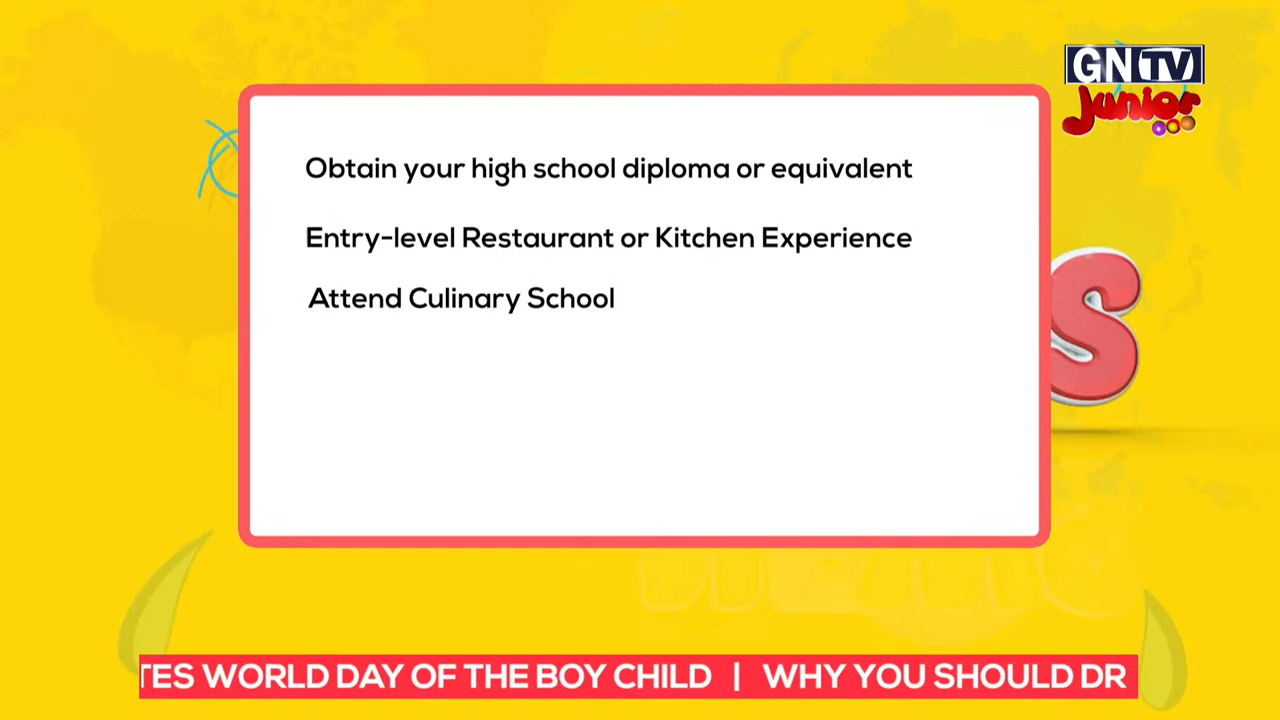 GNTV
Junior
Obtain your high school diploma or equivalent
Entry-level Restaurant or Kitchen Experience
Attend Culinary School
S
TES WORLD DAY OF THE BOY CHILD | WHY YOU SHOULD DR